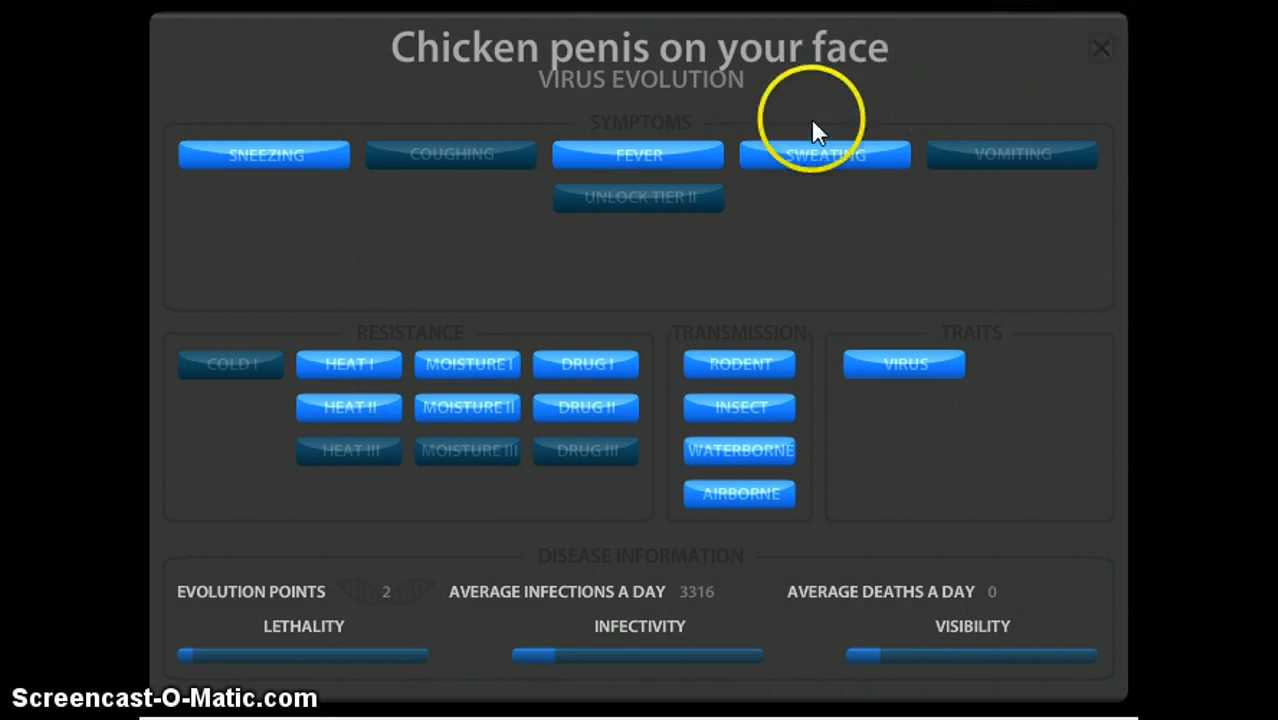 Chicken penis on your face
VIRUS EVOLUTION
SYMPTOMS
SNEEZING COUGHING FEVER SWEATING VOMITING
UNLOCK TIER II
RESISTANCE TRANSMISSION TRAITS
COLD I HEAT I MOISTURE I DRUG I RODENT VIRUS
HEAT II MOISTURE II DRUG II INSECT
HEAT III MOISTURE III DRUG III WATERBORNE
AIRBORNE
DISEASE INFORMATION
EVOLUTION POINTS 2 AVERAGE INFECTIONS A DAY 3316 AVERAGE DEATHS A DAY 0
LETHALITY INFECTIVITY VISIBILITY
Screencast-O-Matic.com